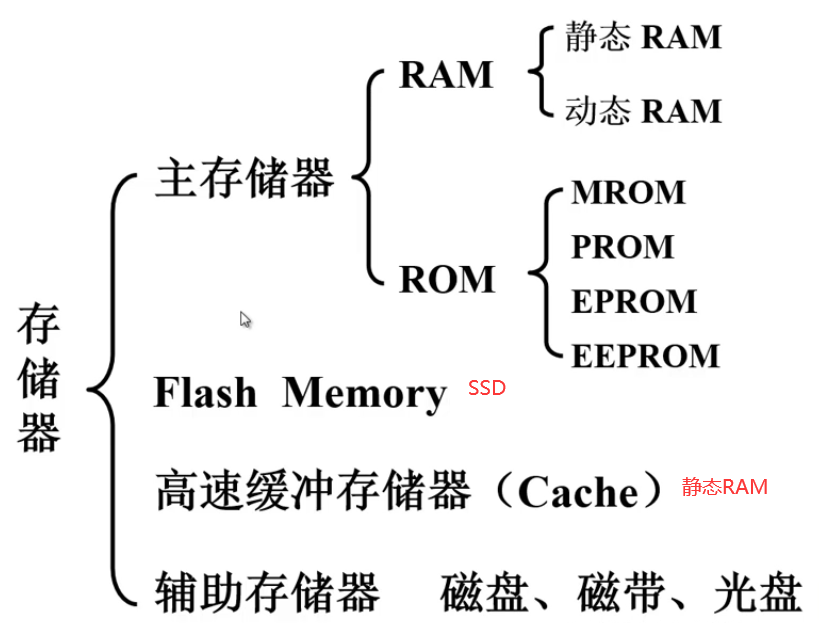 静态 RAM
RAM
动态 RAM
主存储器
MROM
PROM
ROM
EPROM
EEPROM
存储器
Flash Memory SSD
高速缓冲存储器（Cache）静态RAM
辅助存储器 磁盘、磁带、光盘